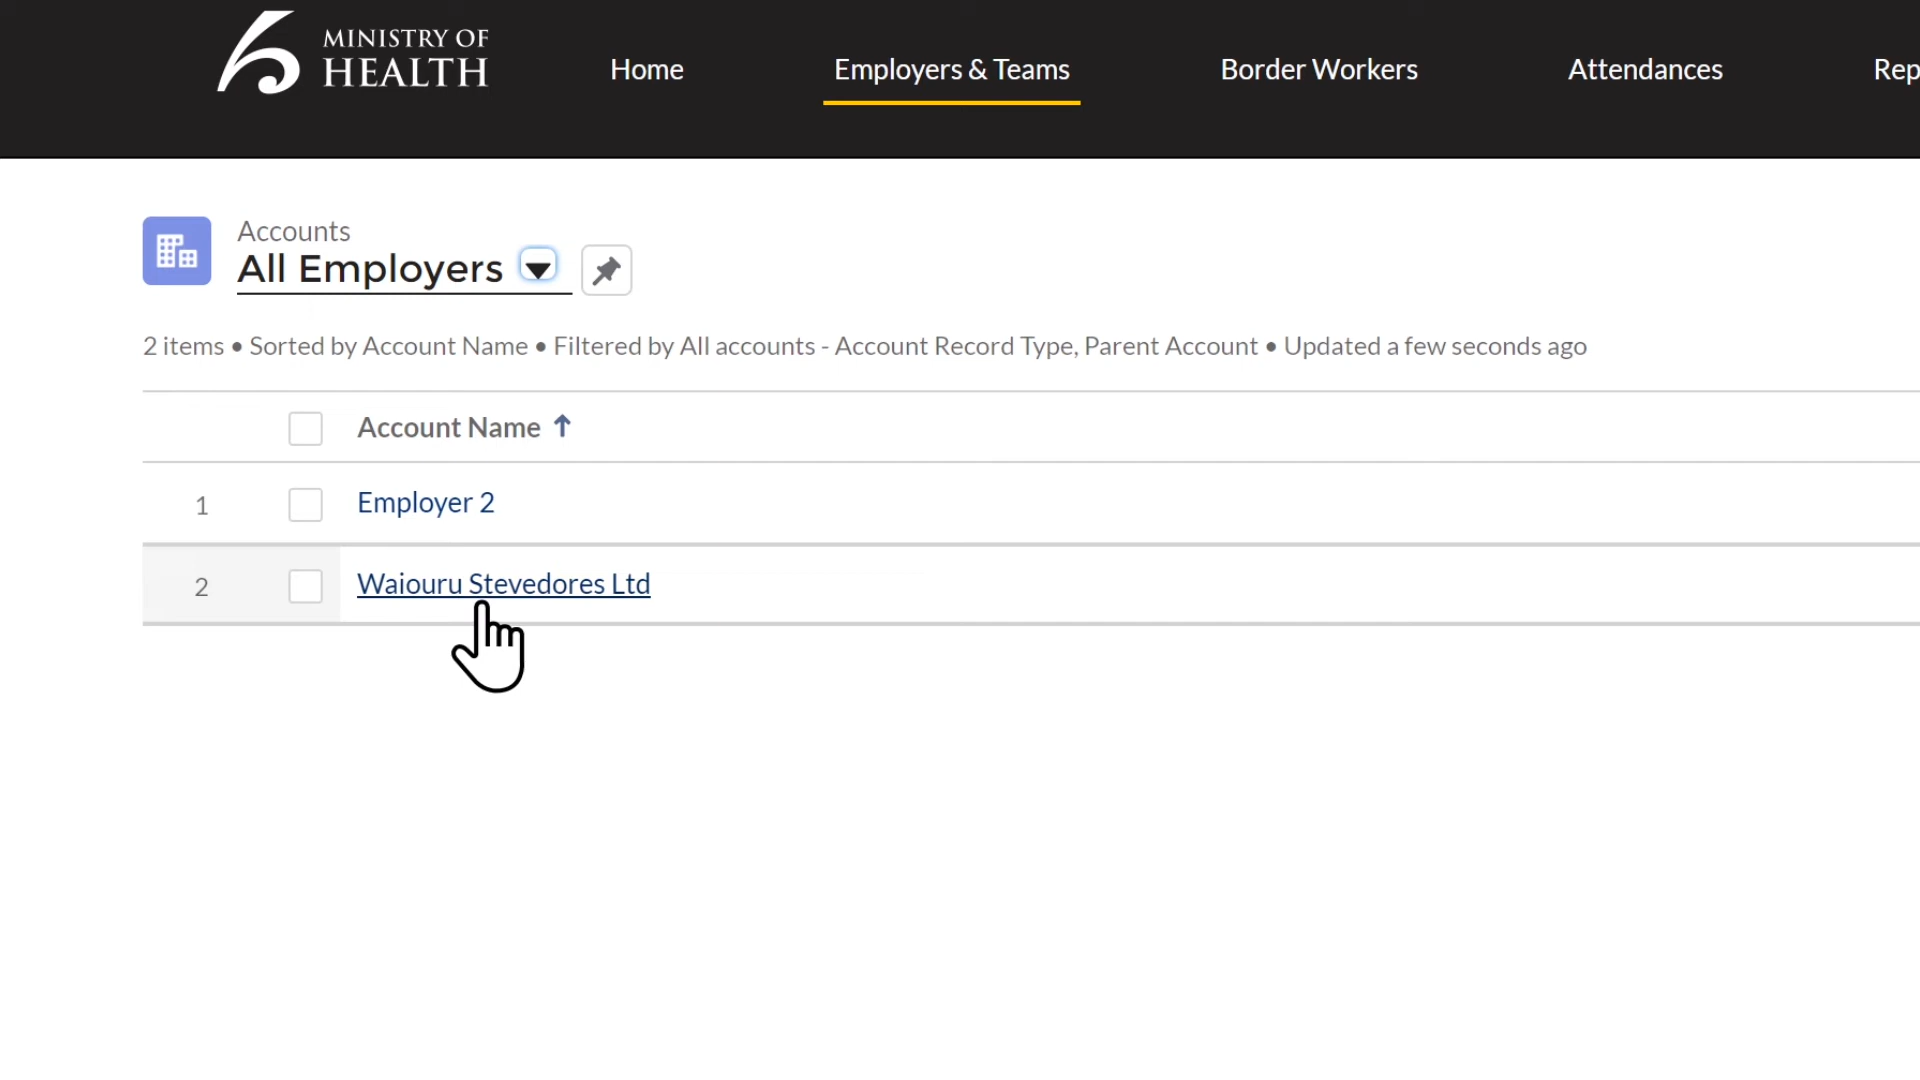 MINISTRY OF
HEALTH
Home
Employers & Teams
Border Workers
Attendances
Rep
Accounts
All Employers
2 items • Sorted by Account Name • Filtered by All accounts - Account Record Type, Parent Account • Updated a few seconds ago
Account Name
1 Employer 2
2 Waiouru Stevedores Ltd